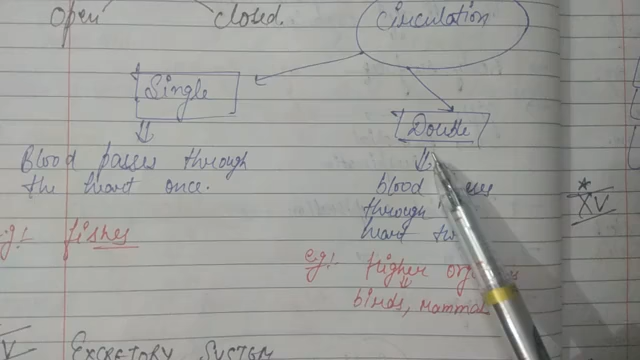 Open closed. Circulation
Single
Double
Blood passes through
the heart once.
blood
through
heart
e.g:- fishes
e.g:- Higher
birds, mammal
XV
EXCRETORY SYSTEM